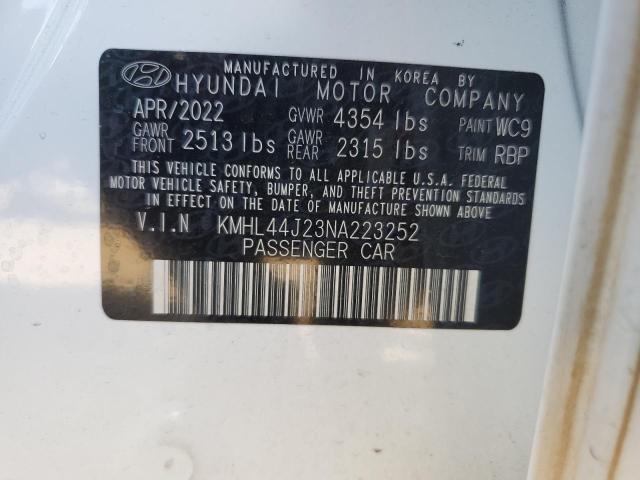 MANUFACTURED IN KOREA BY
HYUNDAI MOTOR COMPANY
APR/2022 GVWR 4354 lbs PAINT WC9
GAWR FRONT 2513 lbs GAWR REAR 2315 lbs TRIM RBP
THIS VEHICLE CONFORMS TO ALL APPLICABLE U.S.A. FEDERAL
MOTOR VEHICLE SAFETY, BUMPER, AND THEFT PREVENTION STANDARDS
IN EFFECT ON THE DATE OF MANUFACTURE SHOWN ABOVE.
V.I.N KMHL44J23NA223252
PASSENGER CAR